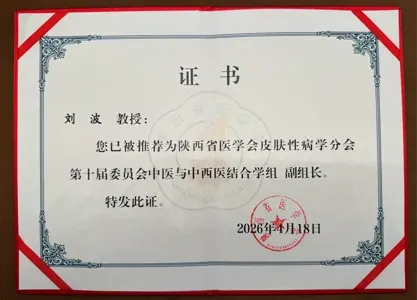 证书
刘 波 教授:
您已被推荐为陕西省医学会皮肤性病学分会
第十届委员会中医与中西医结合学组 副组长。
特发此证。
2026年1月18日